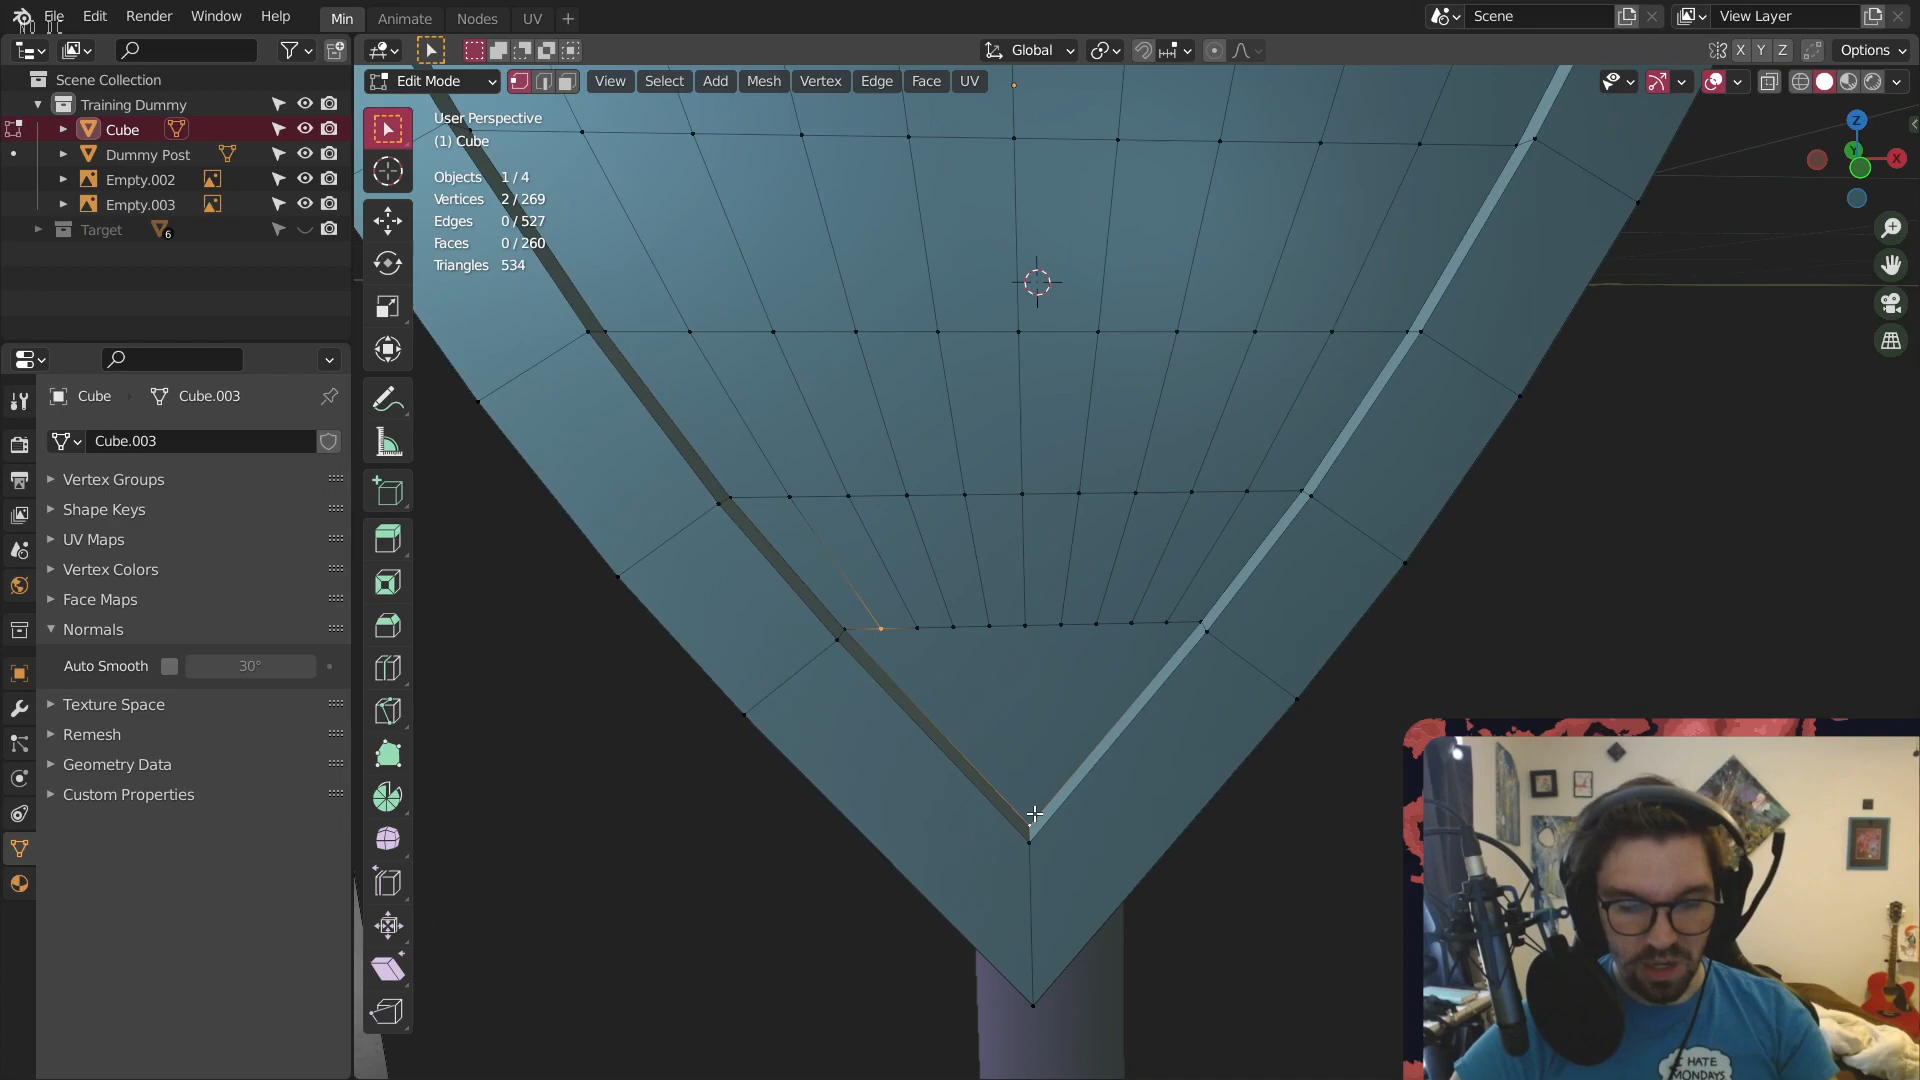 File Edit Render Window Help Min Animate Nodes UV Scene View Layer
Global X Y Z Options
Edit Mode View Select Add Mesh Vertex Edge Face UV
Scene Collection
Training Dummy
Cube
Dummy Post
Empty.002
Empty.003
Target 6
User Perspective
(1) Cube
Objects 1 / 4
Vertices 2 / 269
Edges 0 / 527
Faces 0 / 260
Triangles 534
Z
Y
X
Cube Cube.003
Cube.003
Vertex Groups
Shape Keys
UV Maps
Vertex Colors
Face Maps
Normals
Auto Smooth 30°
Texture Space
Remesh
Geometry Data
Custom Properties
I HATE
MONDAYS